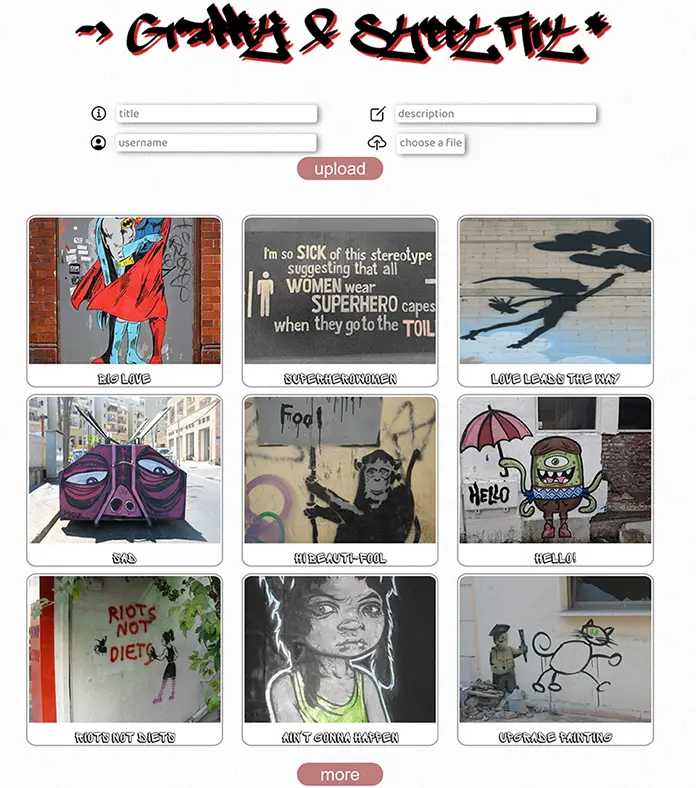 -> Graffiti & Street Art *
title
description
username
choose a file
upload
I'm so SICK of this stereotype
suggesting that all
WOMEN wear
SUPERHERO capes
when they go to the TOIL
BIG LOVE
SUPERHEROWOMEN
LOVE LEADS THE WAY
Fool
HELLO
SAD
HI BEAUTI-FOOL
HELLO!
RIOTS
NOT
DIETS
RIOTS NOT DIETS
AIN'T GONNA HAPPEN
UPGRADE PAINTING
more